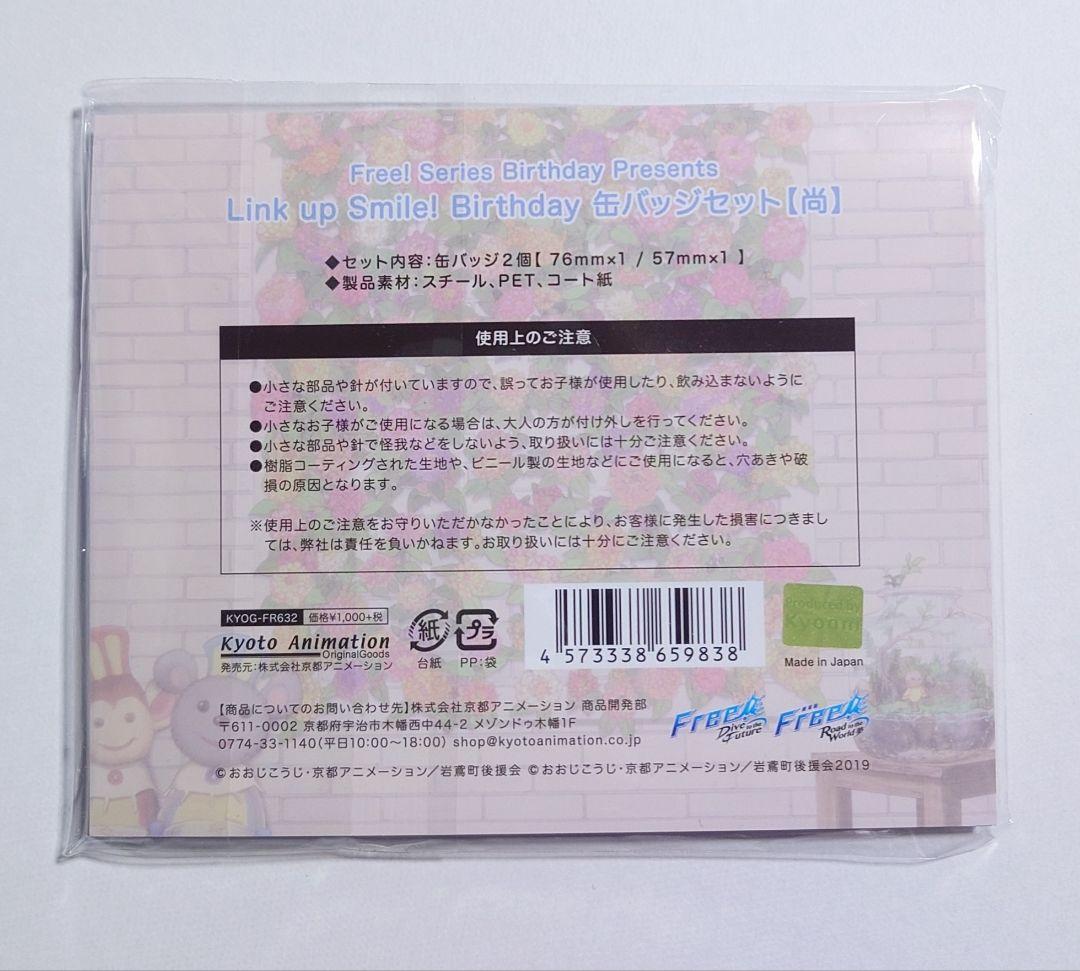 Free! Series Birthday Presents
Link up Smile! Birthday 缶バッジセット【尚】
◆セット内容：缶バッジ２個【 76mm×1 / 57mm×1 】
◆製品素材：スチール、PET、コート紙
使用上のご注意
●小さな部品や針が付いていますので、誤ってお子様が使用したり、飲み込まないように
ご注意ください。
●小さなお子様がご使用になる場合は、大人の方が付け外しを行ってください。
●小さな部品や針で怪我などをしないよう、取り扱いには十分ご注意ください。
●樹脂コーティングされた生地や、ビニール製の生地などにご使用になると、穴あきや破
損の原因となります。
※使用上のご注意をお守りいただかなかったことにより、お客様に発生した損害につきまし
ては、弊社は責任を負いかねます。お取り扱いには十分にご注意ください。
KYOG-FR632 価格¥1,000+税
Kyoto Animation
OriginalGoods
発売元：株式会社京都アニメーション
紙
台紙
プラ
PP：袋
4 573338 659838
Produced by
Kyoani
Made in Japan
【商品についてのお問い合わせ先】株式会社京都アニメーション 商品開発部
〒611-0002 京都府宇治市木幡西中44-2 メゾンドゥ木幡1F
0774-33-1140（平日10:00～18:00） shop@kyotoanimation.co.jp
Free!
Dive to the
Future
Free!
Road to the
World 夢
©おおじこうじ・京都アニメーション／岩鳶町後援会 ©おおじこうじ・京都アニメーション／岩鳶町後援会2019